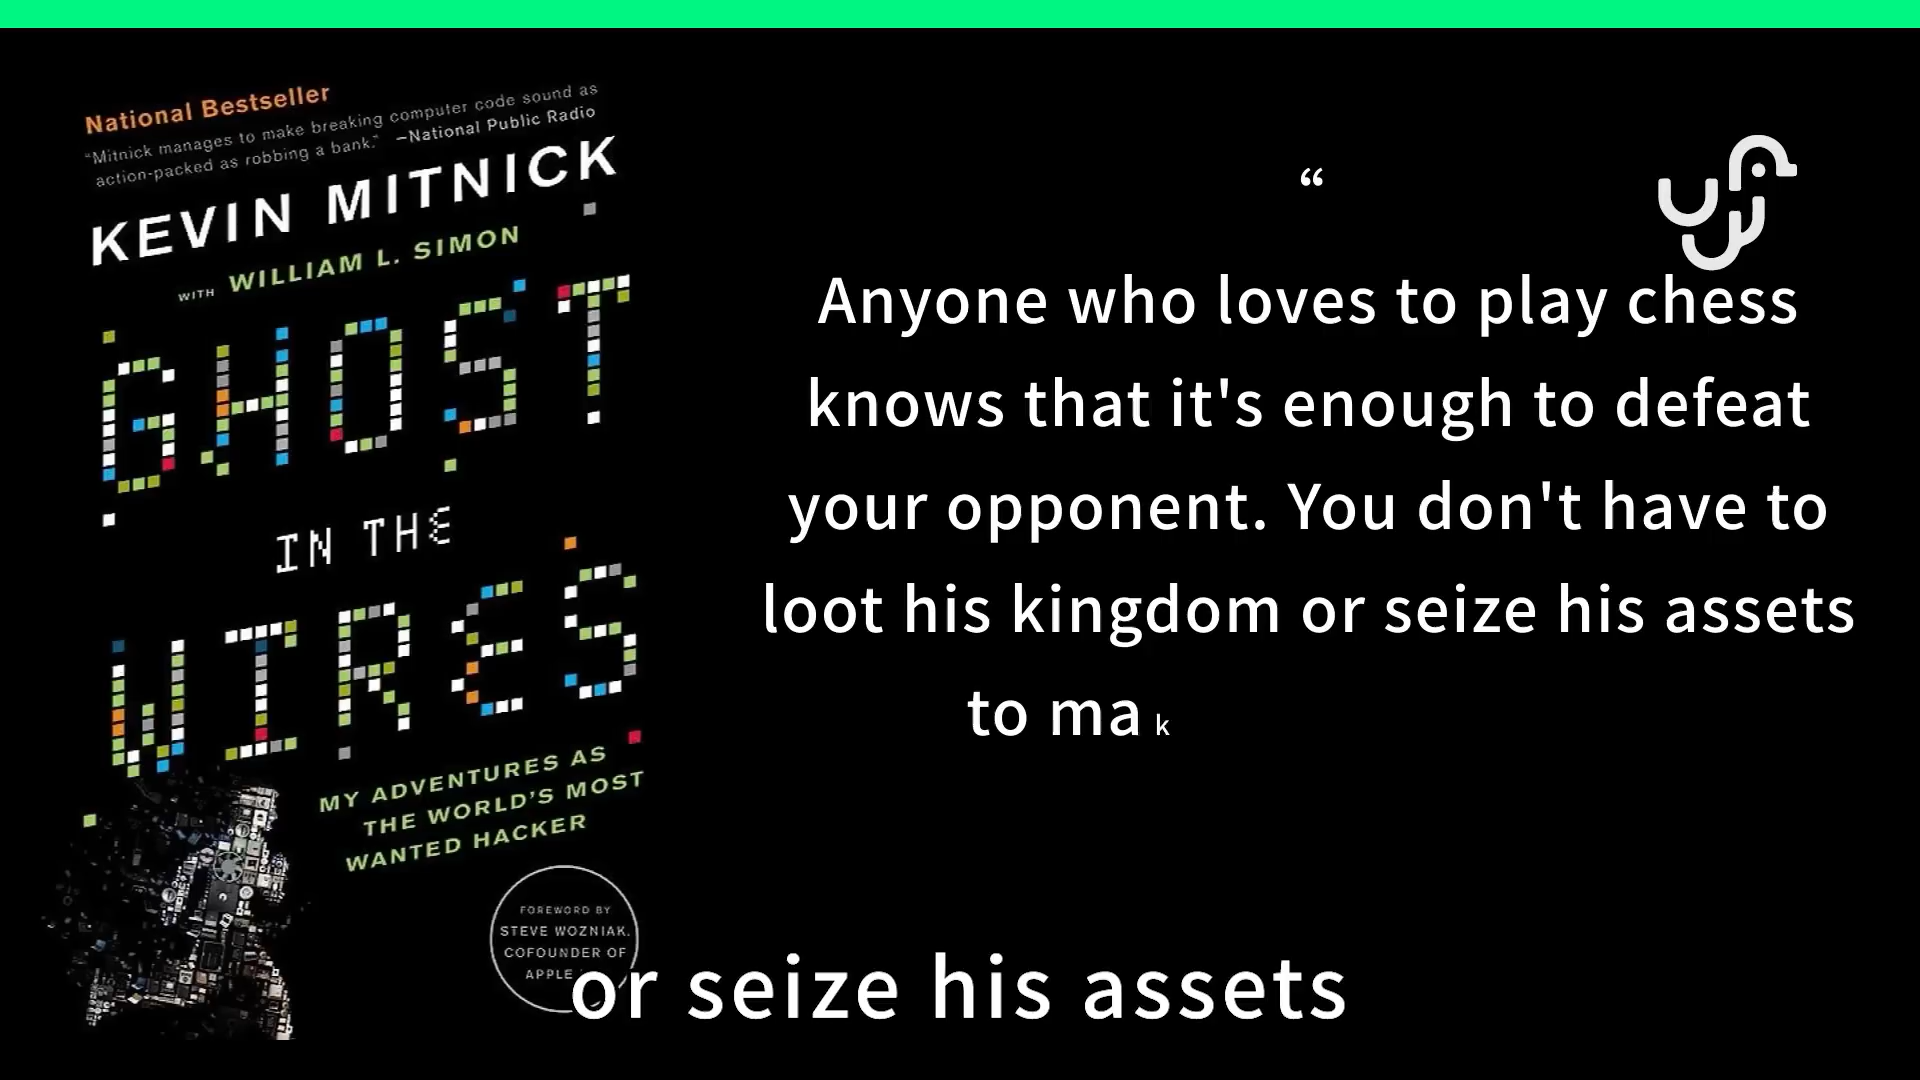 National Bestseller
“Mitnick manages to make breaking computer code sound as
action-packed as robbing a bank.” —National Public Radio
KEVIN MITNICK
WITH WILLIAM L. SIMON
GHOST
IN THE
WIRES
MY ADVENTURES AS
THE WORLD’S MOST
WANTED HACKER
FOREWORD BY
STEVE WOZNIAK,
COFOUNDER OF
APPLE
“
Anyone who loves to play chess
knows that it's enough to defeat
your opponent. You don't have to
loot his kingdom or seize his assets
to mak
or seize his assets